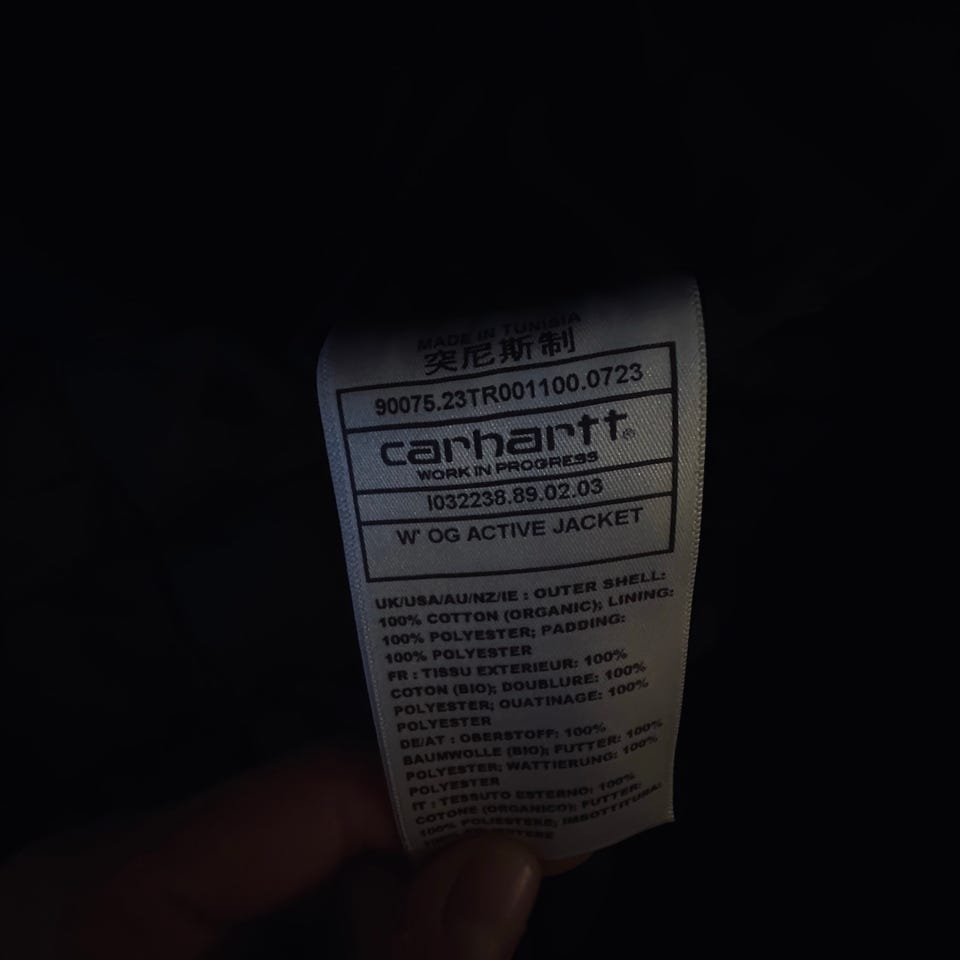 MADE IN TUNISIA
突尼斯制
90075.23TR001100.0723
carhartt®
WORK IN PROGRESS
I032238.89.02.03
W' OG ACTIVE JACKET
UK/USA/AU/NZ/IE : OUTER SHELL:
100% COTTON (ORGANIC); LINING:
100% POLYESTER; PADDING:
100% POLYESTER
FR : TISSU EXTERIEUR: 100%
COTON (BIO); DOUBLURE: 100%
POLYESTER; OUATINAGE: 100%
POLYESTER
DE/AT : OBERSTOFF: 100%
BAUMWOLLE (BIO); FUTTER: 100%
POLYESTER; WATTIERUNG: 100%
POLYESTER
IT : TESSUTO ESTERNO: 100%
COTONE (ORGANICO); FUTTER:
100% POLIESTERE; IMBOTTITURA: